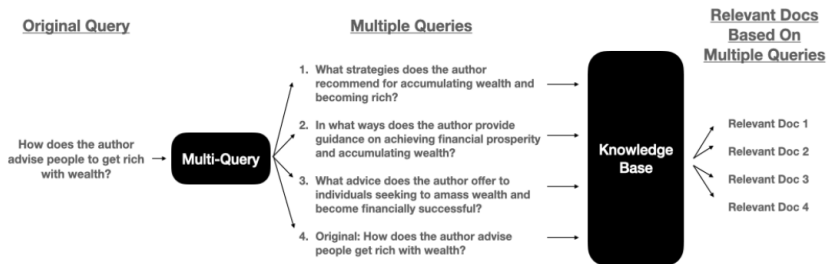 Original Query
Multiple Queries
Relevant Docs
Based On
Multiple Queries
How does the author
advise people to get rich
with wealth?
Multi-Query
1. What strategies does the author
recommend for accumulating wealth and
becoming rich?
2. In what ways does the author provide
guidance on achieving financial prosperity
and accumulating wealth?
3. What advice does the author offer to
individuals seeking to amass wealth and
become financially successful?
4. Original: How does the author advise
people get rich with wealth?
Knowledge
Base
Relevant Doc 1
Relevant Doc 2
Relevant Doc 3
Relevant Doc 4